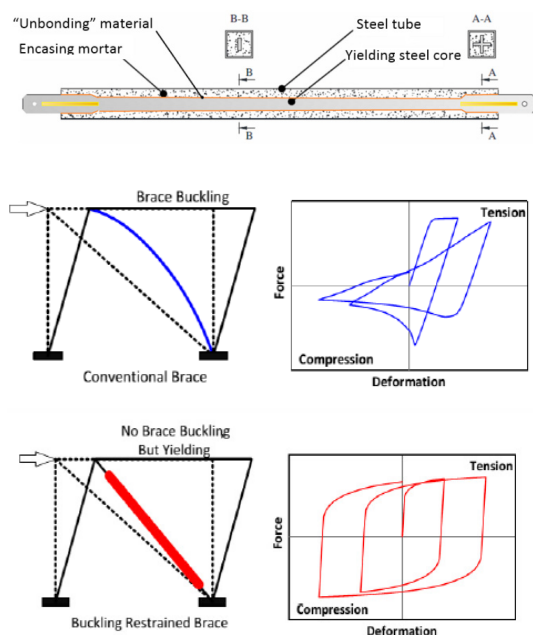 “Unbonding” material
Encasing mortar
B-B
Steel tube
Yielding steel core
A-A
B
A
B
A
Brace Buckling
Conventional Brace
Tension
Force
Compression
Deformation
No Brace Buckling
But Yielding
Buckling Restrained Brace
Tension
Force
Compression
Deformation